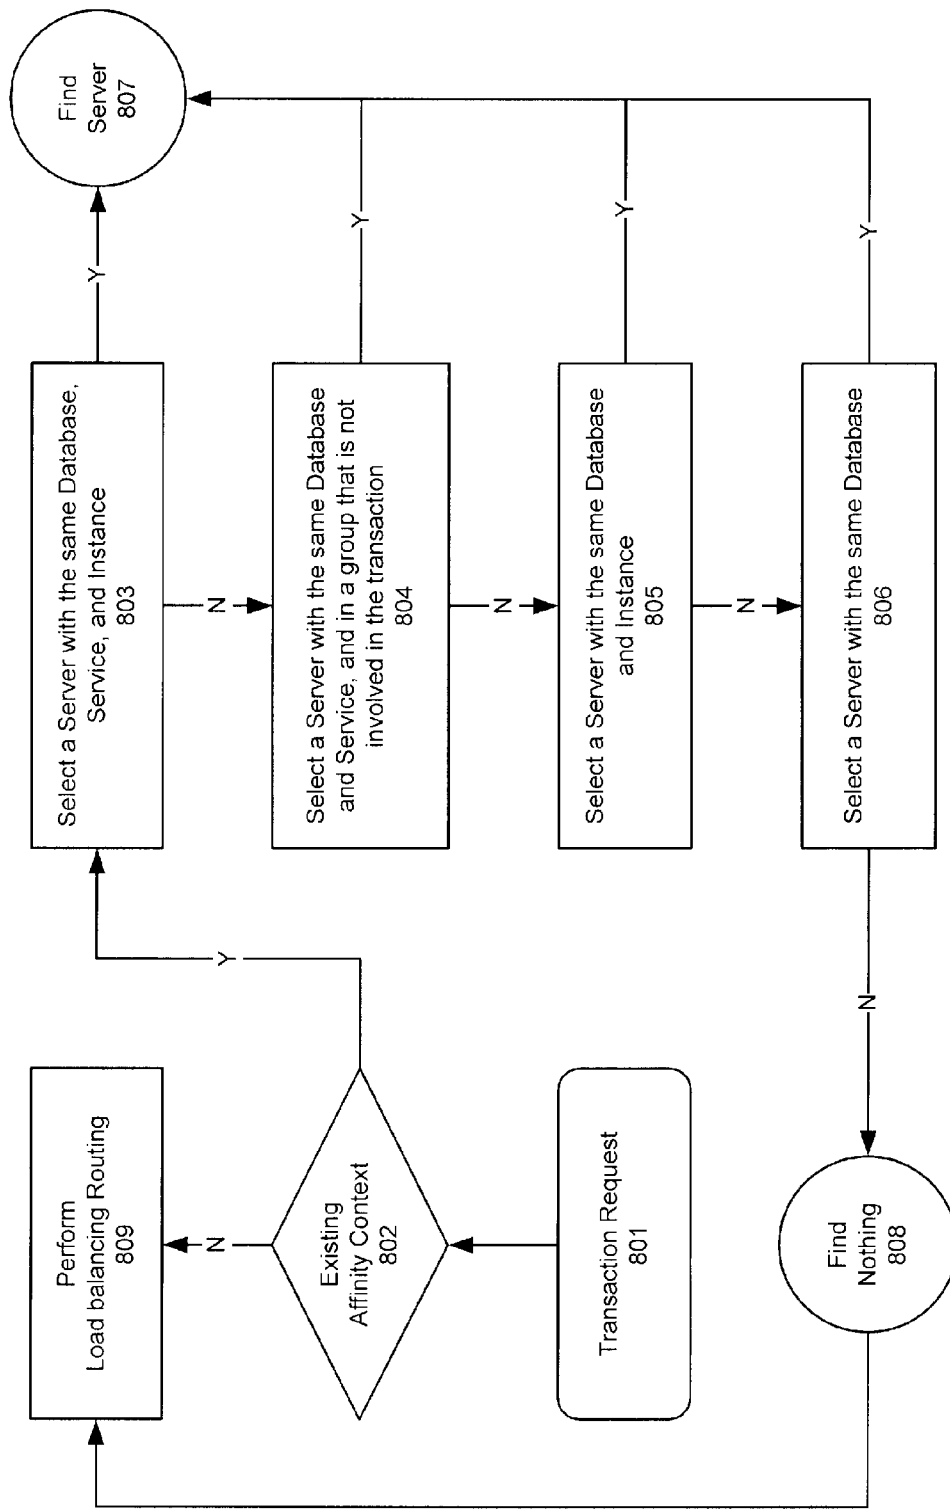 Perform
Load balancing Routing
809
N
Existing
Affinity Context
802
Transaction Request
801
Find
Nothing
808
Y
N
Select a Server with the same Database,
Service, and Instance
803
N
Select a Server with the same Database
and Service, and in a group that is not
involved in the transaction
804
N
Select a Server with the same Database
and Instance
805
N
Select a Server with the same Database
806
Y
Y
Y
Y
Find
Server
807